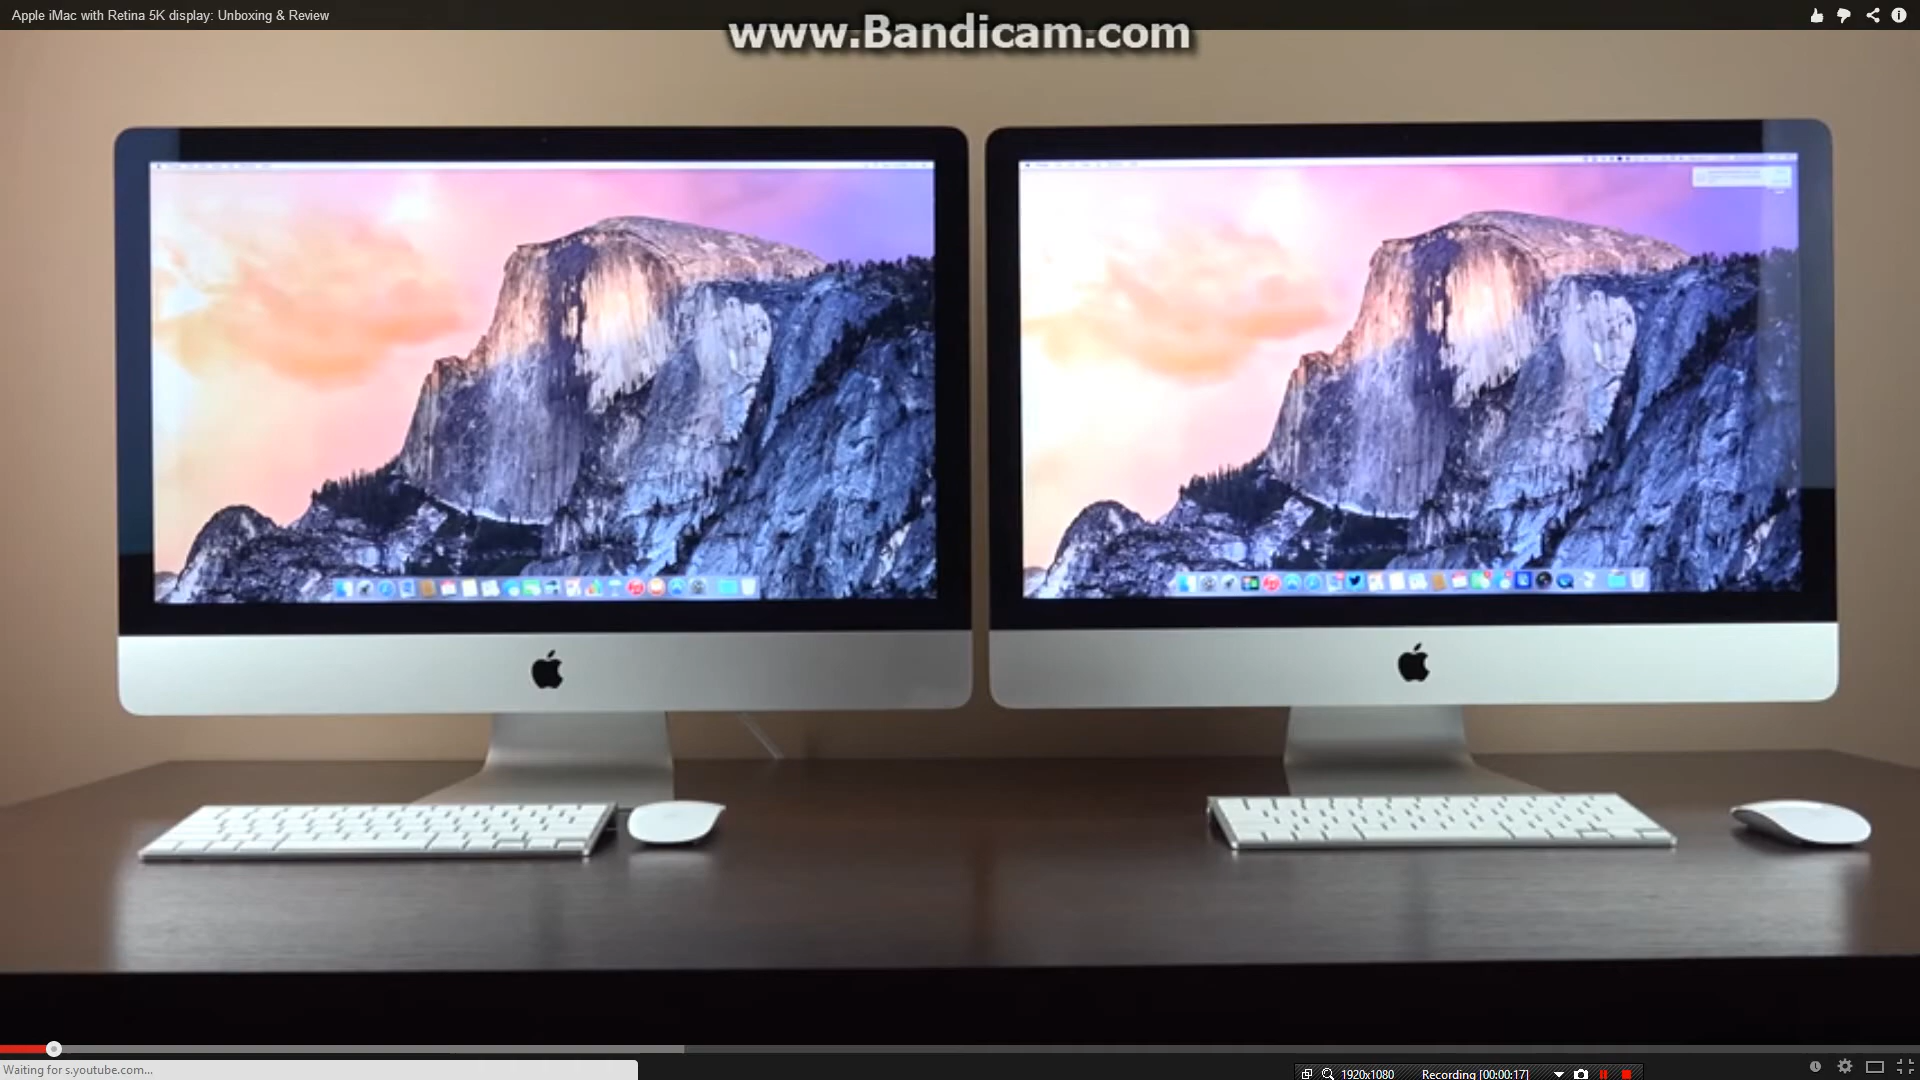 Apple iMac with Retina 5K display: Unboxing & Review
www.Bandicam.com
Waiting for s.youtube.com...
1920x1080 Recording [00:00:17]